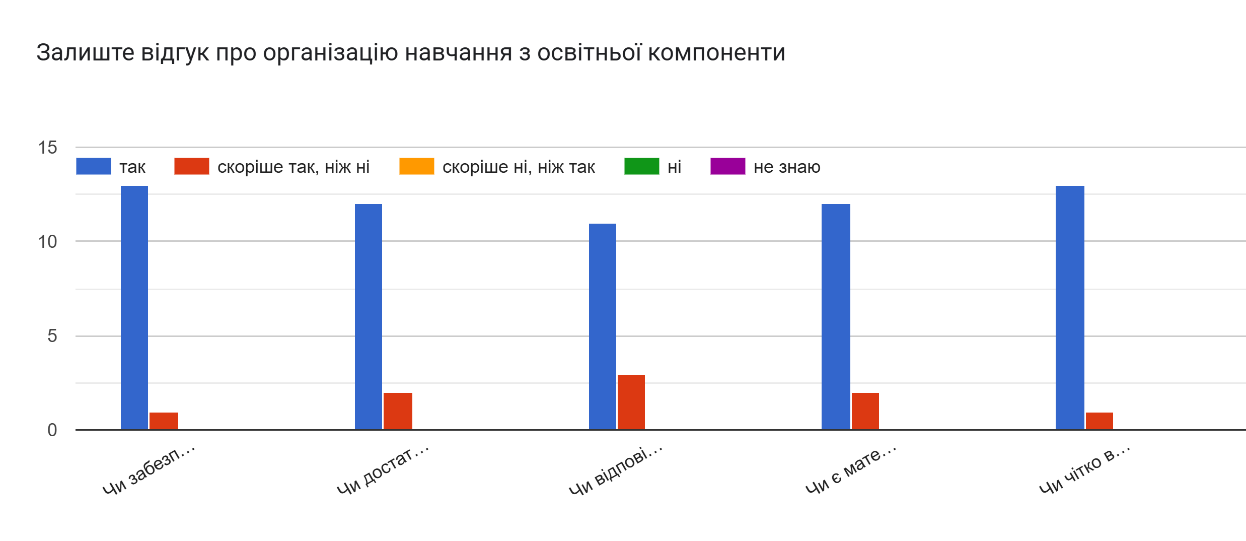 Залиште відгук про організацію навчання з освітньої компоненти
15
так
скоріше так, ніж ні
скоріше ні, ніж так
ні
не знаю
10
5
0
Чи забезп…
Чи достат…
Чи відпові…
Чи є мате…
Чи чітко в…